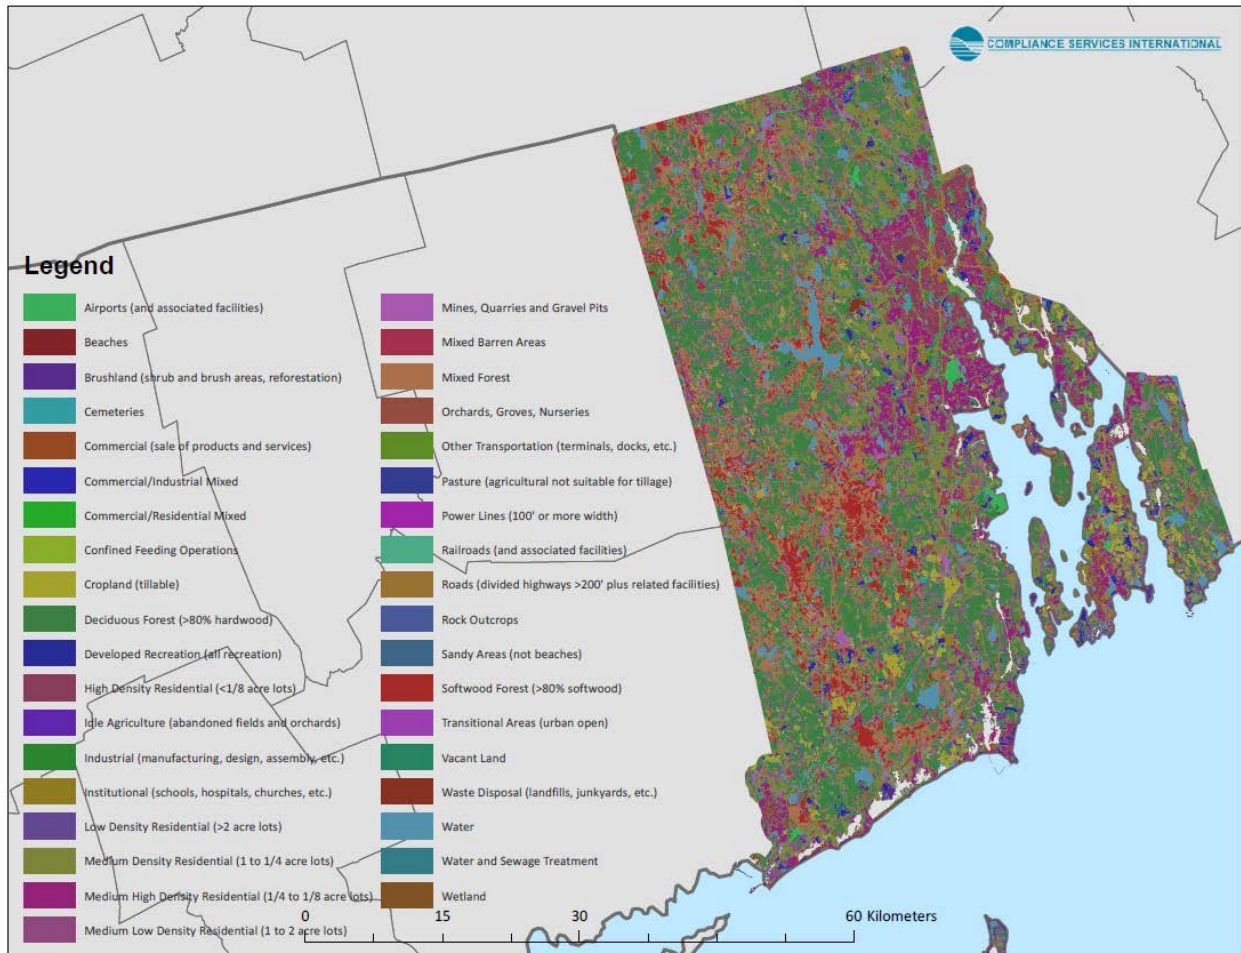 COMPLIANCE SERVICES INTERNATIONAL
Legend
Airports (and associated facilities)
Beaches
Brushland (shrub and brush areas, reforestation)
Cemeteries
Commercial (sale of products and services)
Commercial/Industrial Mixed
Commercial/Residential Mixed
Confined Feeding Operations
Cropland (tillable)
Deciduous Forest (>80% hardwood)
Developed Recreation (all recreation)
High Density Residential (<1/8 acre lots)
Idle Agriculture (abandoned fields and orchards)
Industrial (manufacturing, design, assembly, etc.)
Institutional (schools, hospitals, churches, etc.)
Low Density Residential (>2 acre lots)
Medium Density Residential (1 to 1/4 acre lots)
Medium High Density Residential (1/4 to 1/8 acre lots)
Medium Low Density Residential (1 to 2 acre lots)
Mines, Quarries and Gravel Pits
Mixed Barren Areas
Mixed Forest
Orchards, Groves, Nurseries
Other Transportation (terminals, docks, etc.)
Pasture (agricultural not suitable for tillage)
Power Lines (100' or more width)
Railroads (and associated facilities)
Roads (divided highways >200' plus related facilities)
Rock Outcrops
Sandy Areas (not beaches)
Softwood Forest (>80% softwood)
Transitional Areas (urban open)
Vacant Land
Waste Disposal (landfills, junkyards, etc.)
Water
Water and Sewage Treatment
Wetland
0 15 30 60 Kilometers